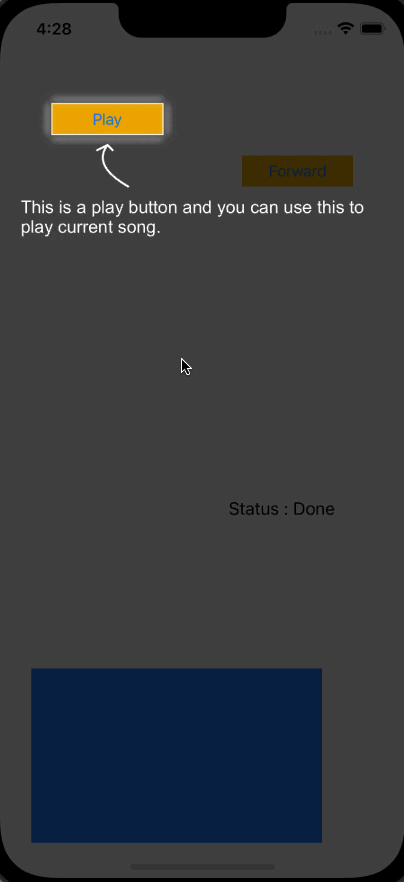 4:28
Play
Forward
This is a play button and you can use this to
play current song.
Status : Done